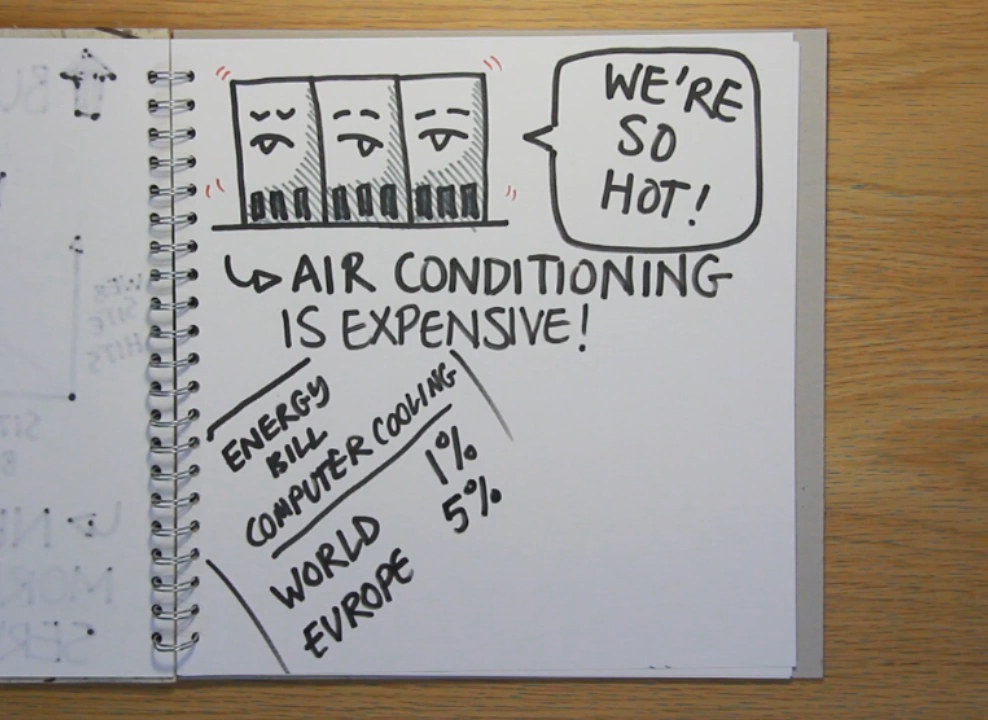 WE'RE
SO
HOT!
AIR CONDITIONING
IS EXPENSIVE!
ENERGY
BILL
COMPUTER COOLING
WORLD 1%
EUROPE 5%